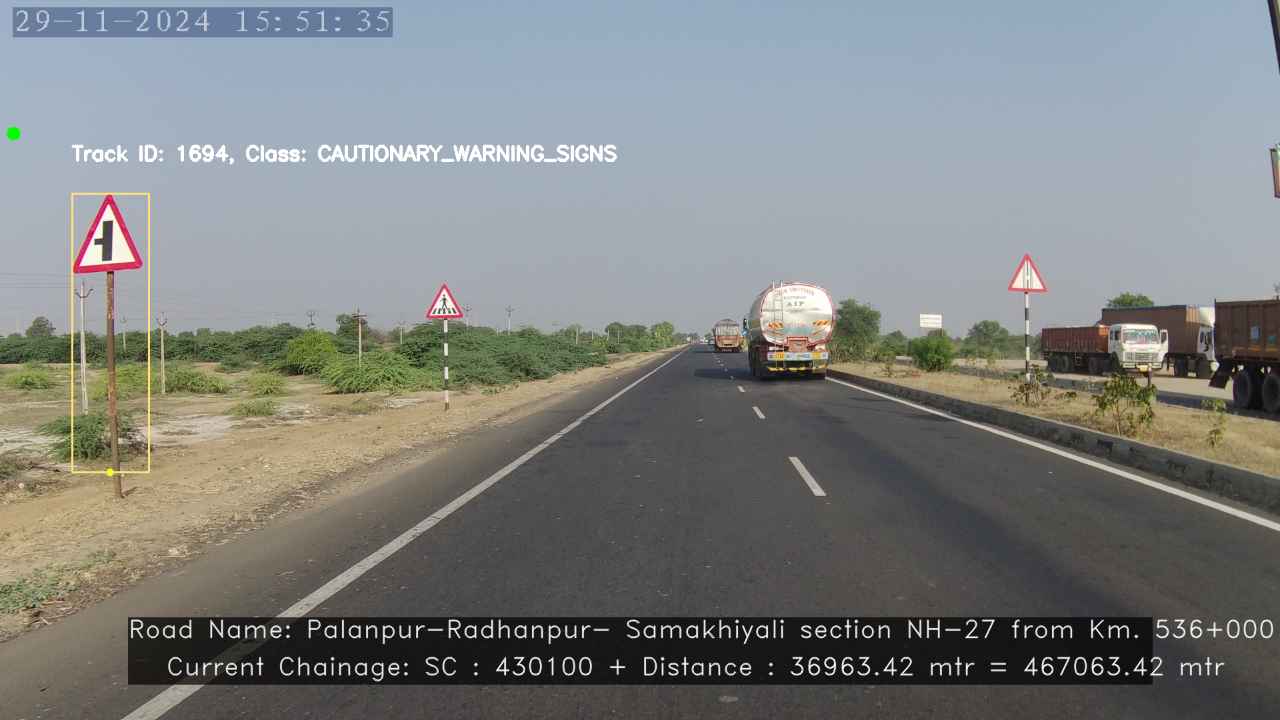 29-11-2024 15:51:35
Track ID: 1694, Class: CAUTIONARY_WARNING_SIGNS
AIP
Road Name: Palanpur-Radhanpur- Samakhiyali section NH-27 from Km. 536+000
Current Chainage: SC : 430100 + Distance : 36963.42 mtr = 467063.42 mtr